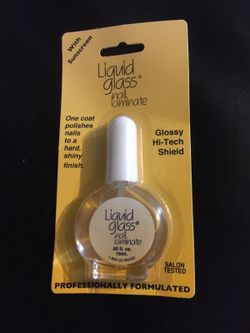 With
Sunscreen
Liquid
glass®
nail
laminate
One coat
polishes
nails
to a
hard,
shiny
finish.
Glossy
Hi-Tech
Shield
Liquid
glass®
nail
laminate
.50 fl. oz.
15mL
SALON
TESTED
PROFESSIONALLY FORMULATED